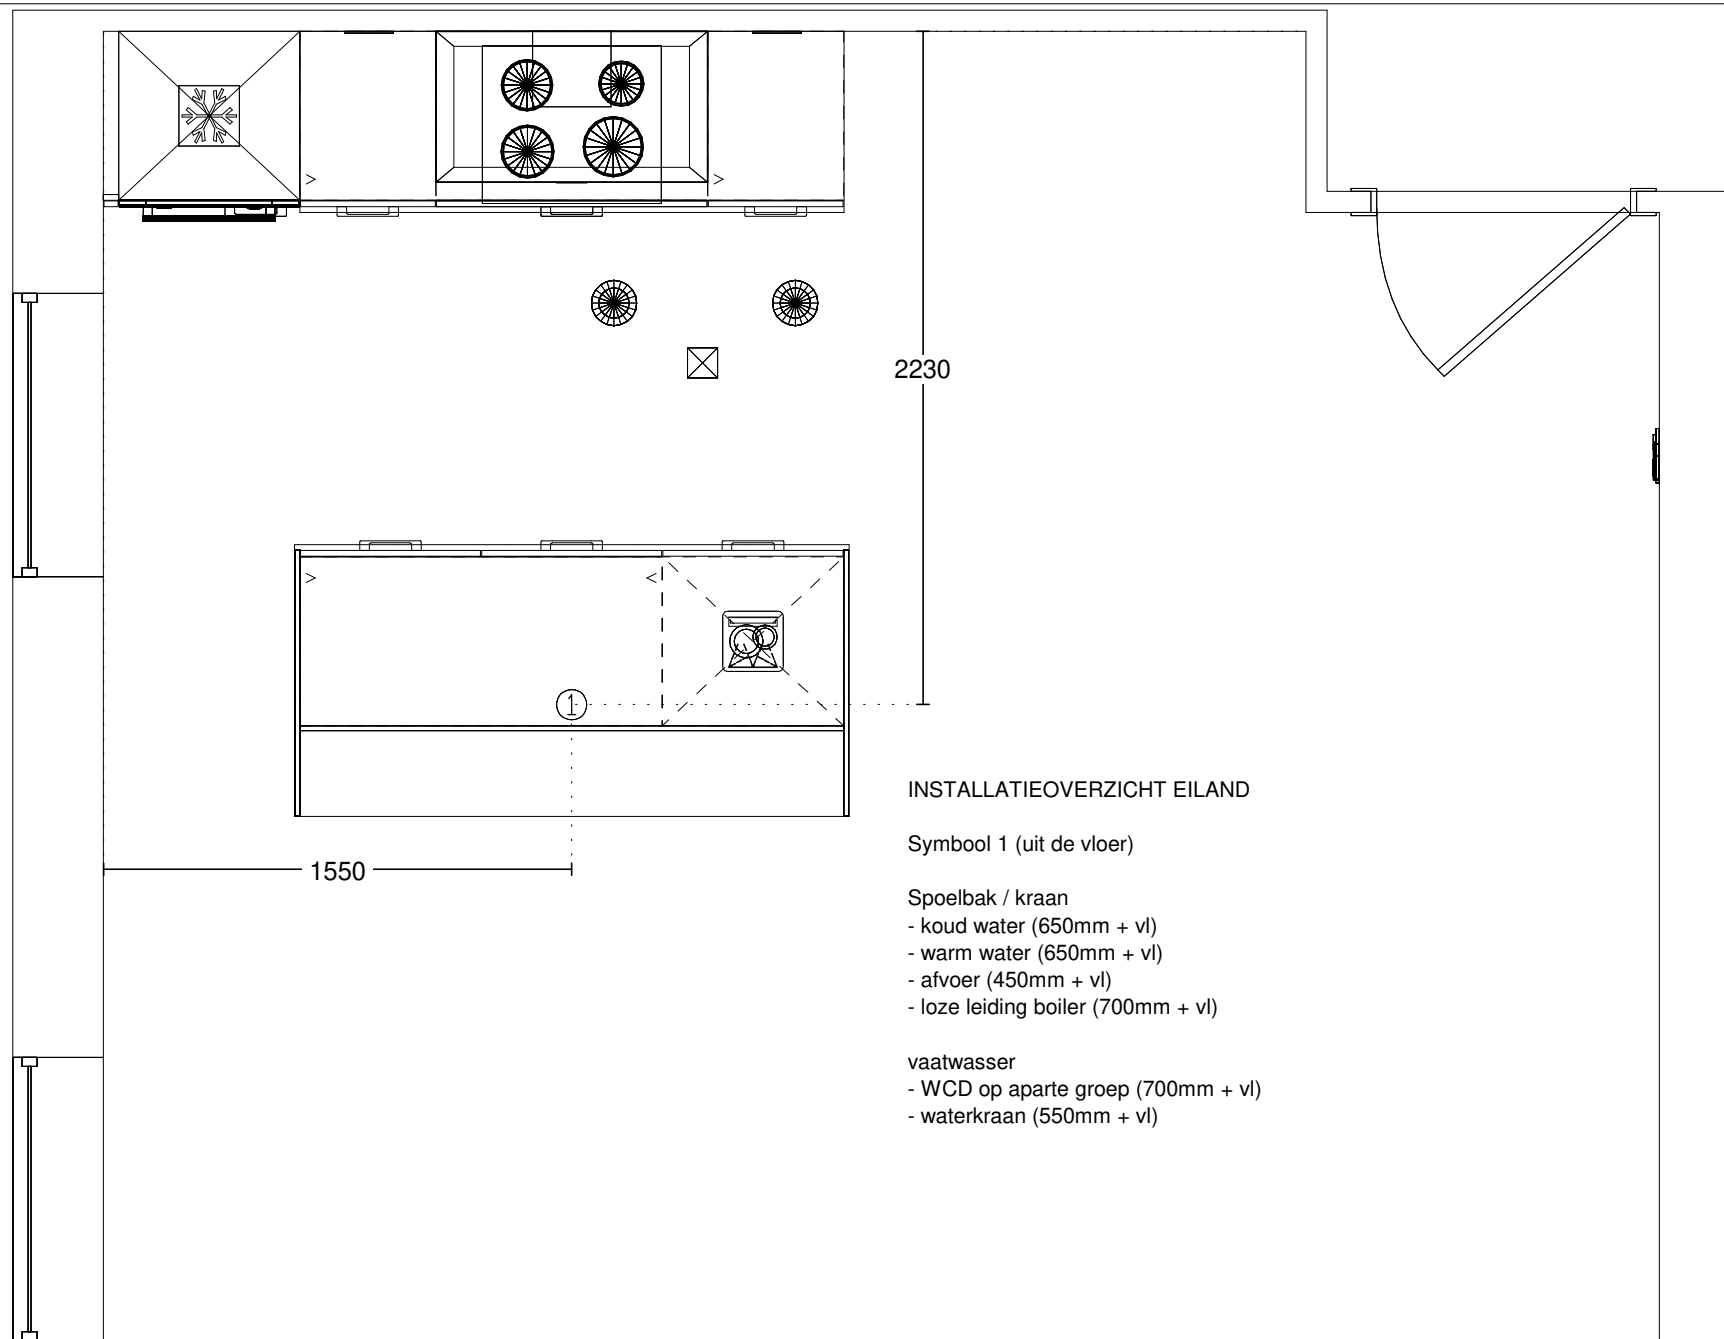 2230
1
1550
INSTALLATIEOVERZICHT EILAND
Symbool 1 (uit de vloer)
Spoelbak / kraan
- koud water (650mm + vl)
- warm water (650mm + vl)
- afvoer (450mm + vl)
- loze leiding boiler (700mm + vl)
vaatwasser
- WCD op aparte groep (700mm + vl)
- waterkraan (550mm + vl)